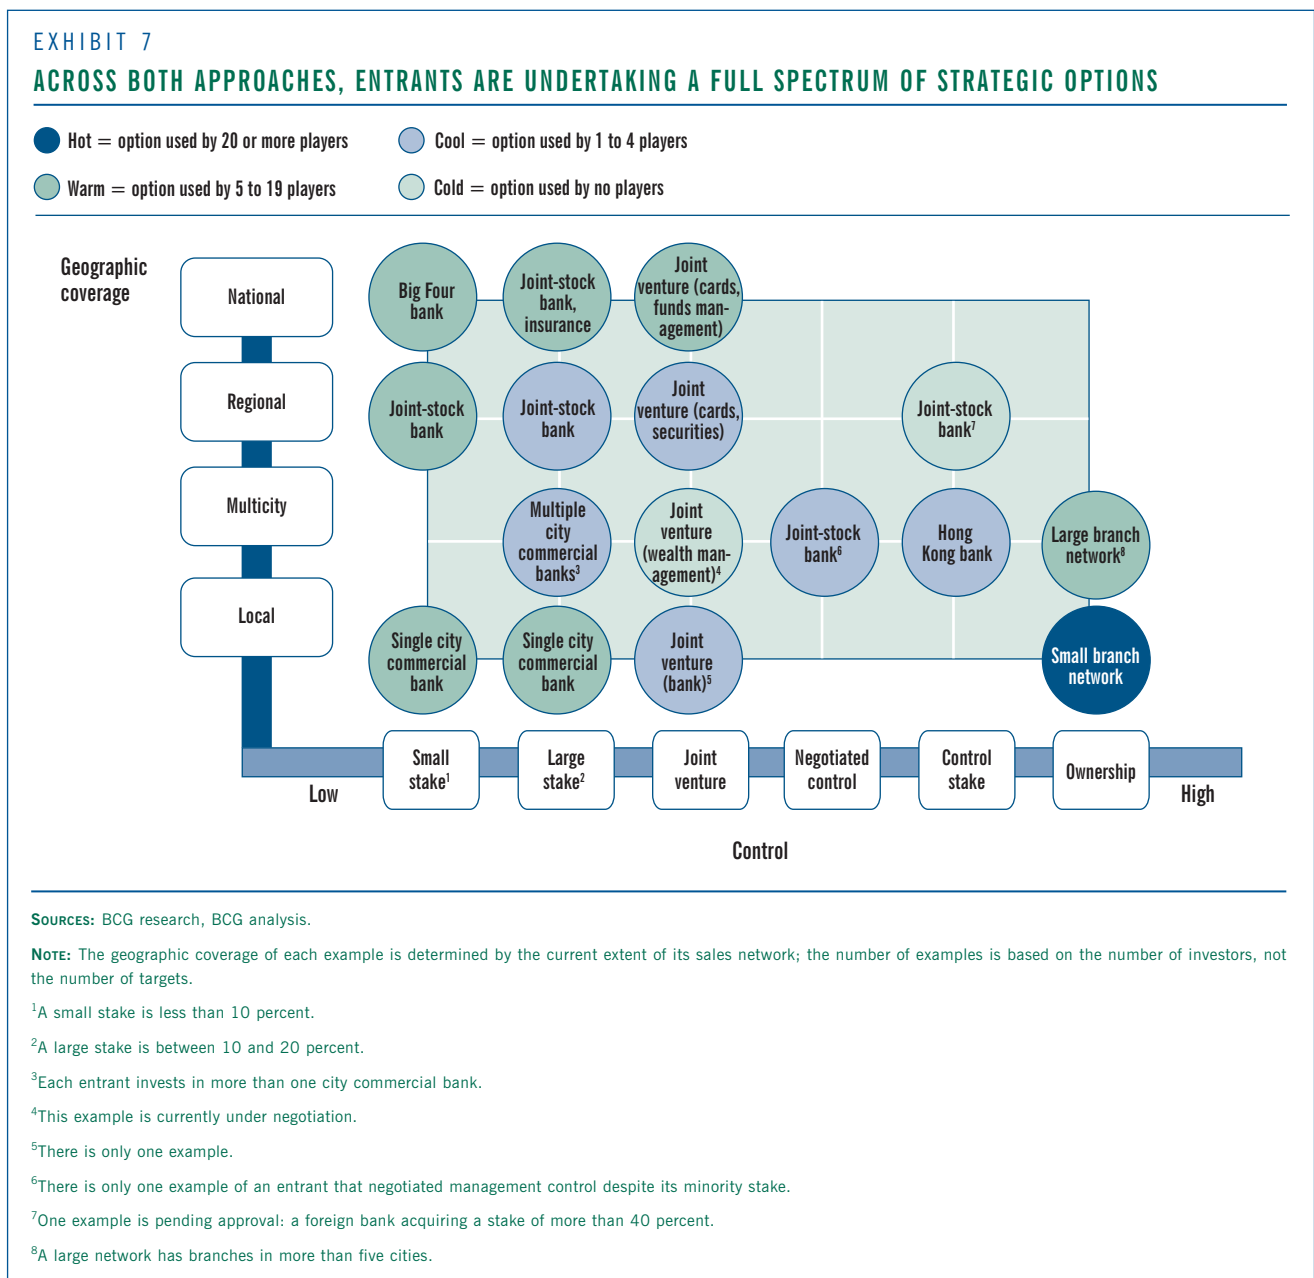 EXHIBIT 7
ACROSS BOTH APPROACHES, ENTRANTS ARE UNDERTAKING A FULL SPECTRUM OF STRATEGIC OPTIONS
Hot = option used by 20 or more players
Cool = option used by 1 to 4 players
Warm = option used by 5 to 19 players
Cold = option used by no players
Geographic
coverage
National
Big Four
bank
Joint-stock
bank,
insurance
Joint
venture (cards,
funds man-
agement)
Regional
Joint-stock
bank
Joint-stock
bank
Joint
venture (cards,
securities)
Joint-stock
bank⁷
Multicity
Multiple
city
commercial
banks³
Joint
venture
(wealth man-
agement)⁴
Joint-stock
bank⁶
Hong
Kong bank
Large branch
network⁸
Local
Single city
commercial
bank
Single city
commercial
bank
Joint
venture
(bank)⁵
Small branch
network
Small
stake¹
Large
stake²
Joint
venture
Negotiated
control
Control
stake
Ownership
Low
High
Control
SOURCES: BCG research, BCG analysis.
NOTE: The geographic coverage of each example is determined by the current extent of its sales network; the number of examples is based on the number of investors, not
the number of targets.
¹A small stake is less than 10 percent.
²A large stake is between 10 and 20 percent.
³Each entrant invests in more than one city commercial bank.
⁴This example is currently under negotiation.
⁵There is only one example.
⁶There is only one example of an entrant that negotiated management control despite its minority stake.
⁷One example is pending approval: a foreign bank acquiring a stake of more than 40 percent.
⁸A large network has branches in more than five cities.